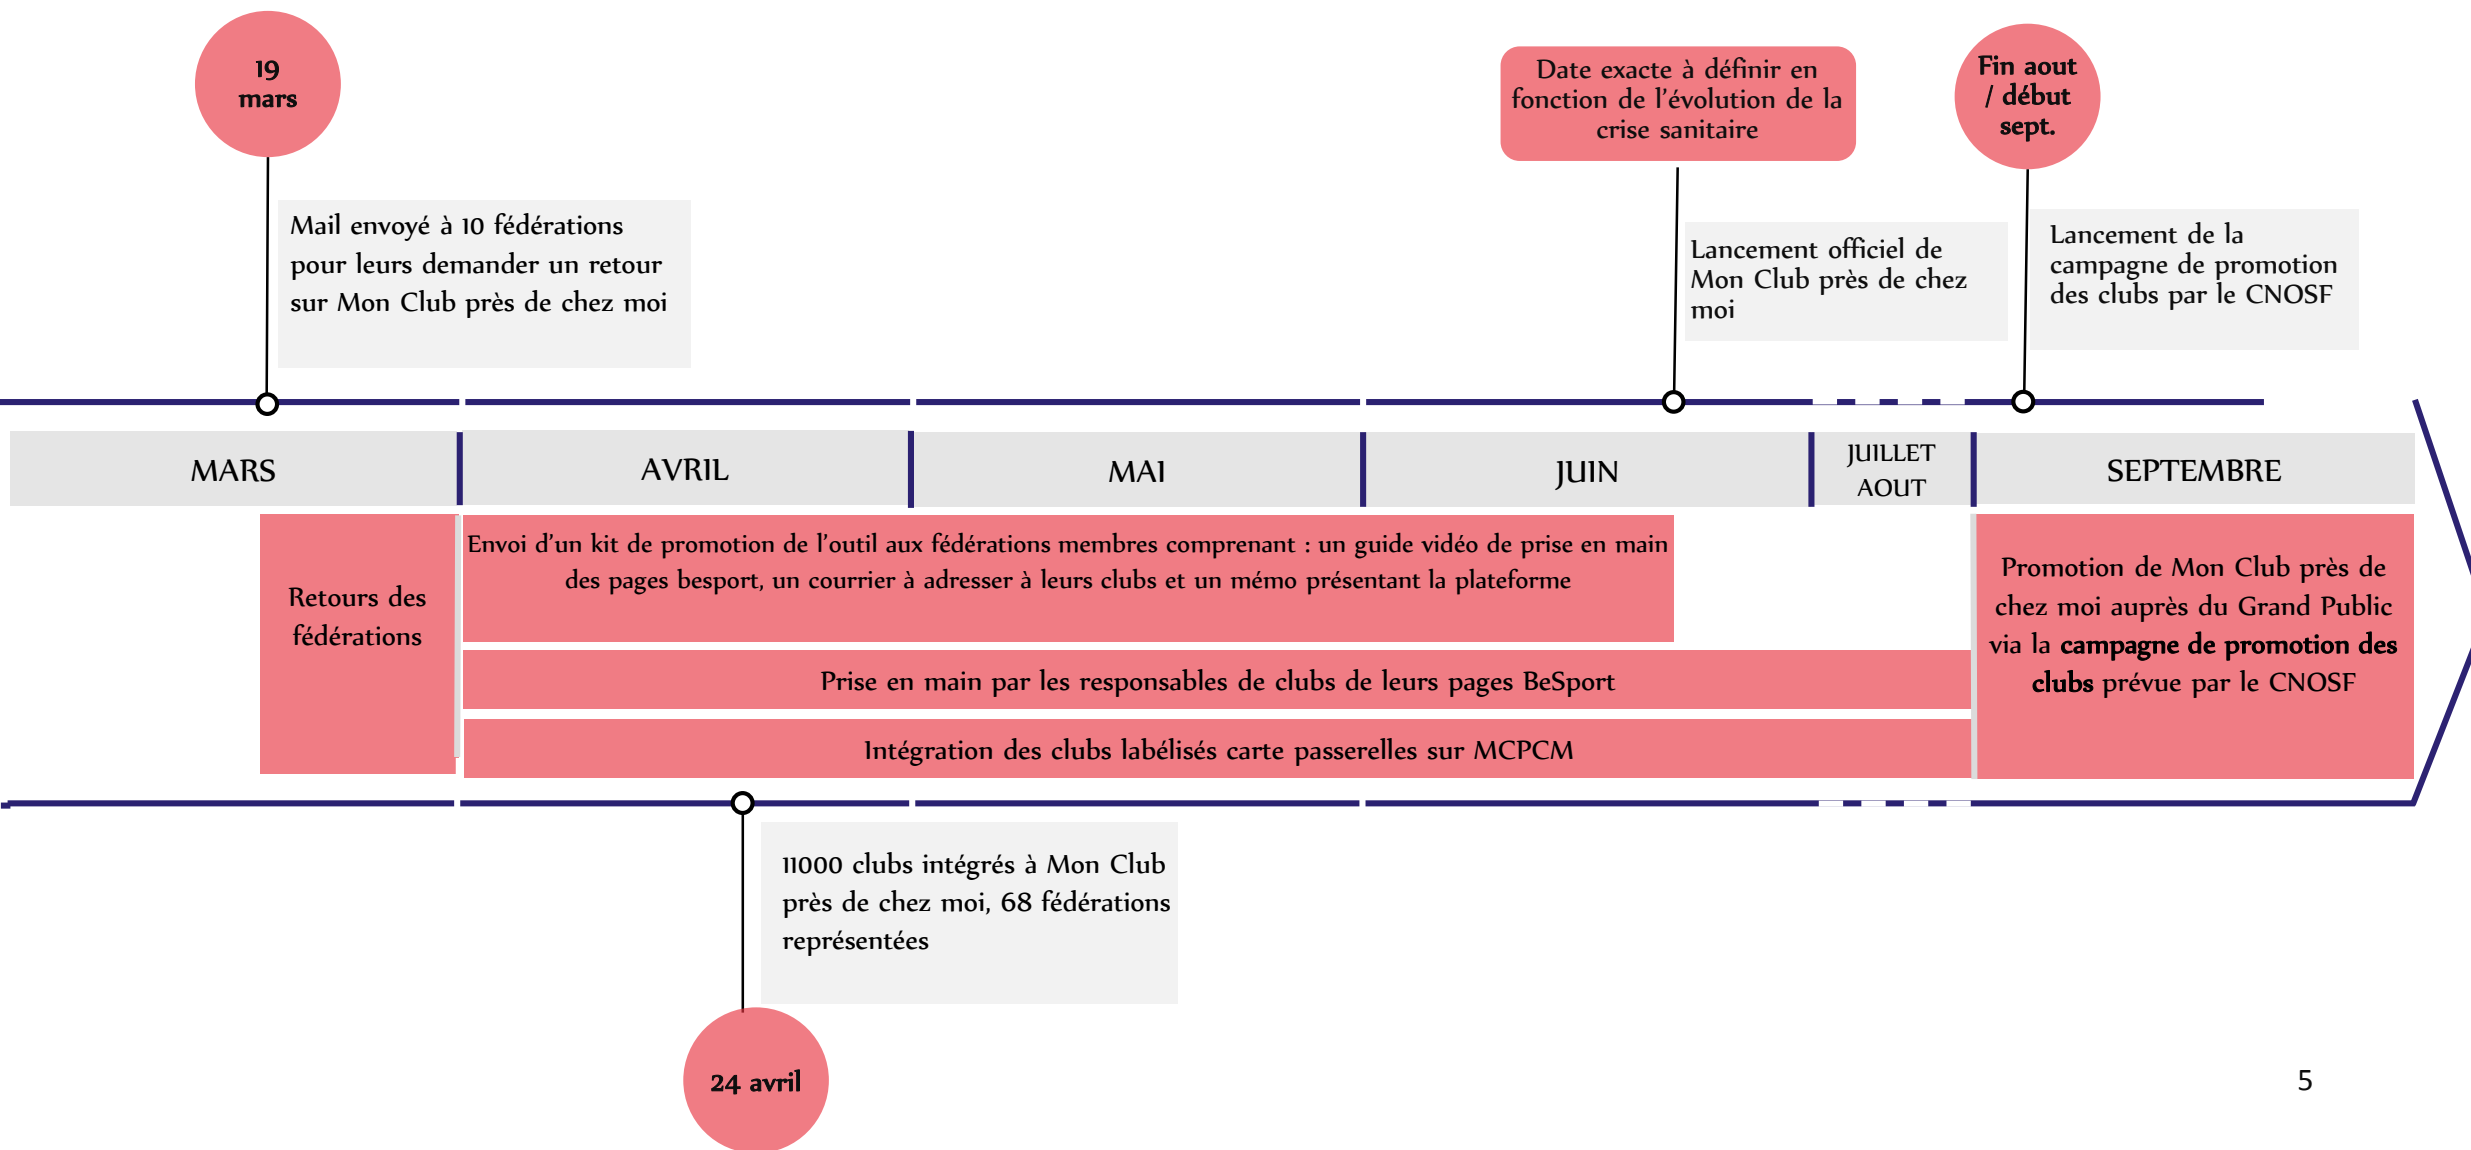 19
mars
Date exacte à définir en
fonction de l'évolution de la
crise sanitaire
Fin aout
/ début
sept.
Mail envoyé à 10 fédérations
pour leurs demander un retour
sur Mon Club près de chez moi
Lancement officiel de
Mon Club près de chez
moi
Lancement de la
campagne de promotion
des clubs par le CNOSF
MARS
AVRIL
MAI
JUIN
JUILLET
AOUT
SEPTEMBRE
Retours des
fédérations
Envoi d'un kit de promotion de l'outil aux fédérations membres comprenant : un guide vidéo de prise en main
des pages besport, un courrier à adresser à leurs clubs et un mémo présentant la plateforme
Prise en main par les responsables de clubs de leurs pages BeSport
Intégration des clubs labélisés carte passerelles sur MCPCM
Promotion de Mon Club près de
chez moi auprès du Grand Public
via la campagne de promotion des
clubs prévue par le CNOSF
11000 clubs intégrés à Mon Club
près de chez moi, 68 fédérations
représentées
24 avril
5